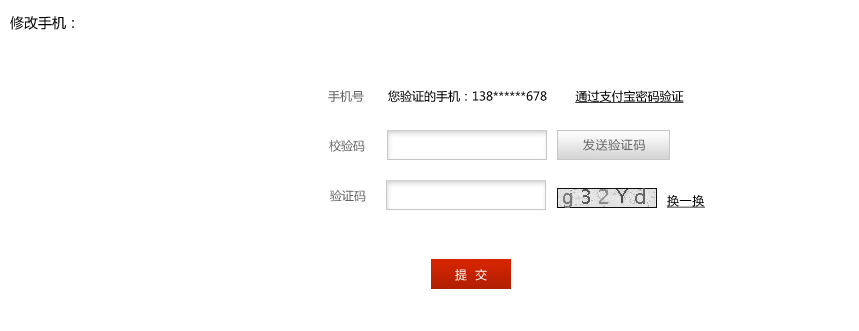 修改手机：
手机号 您验证的手机：138******678 通过支付宝密码验证
校验码 发送验证码
验证码 g32Yd 换一换
提 交